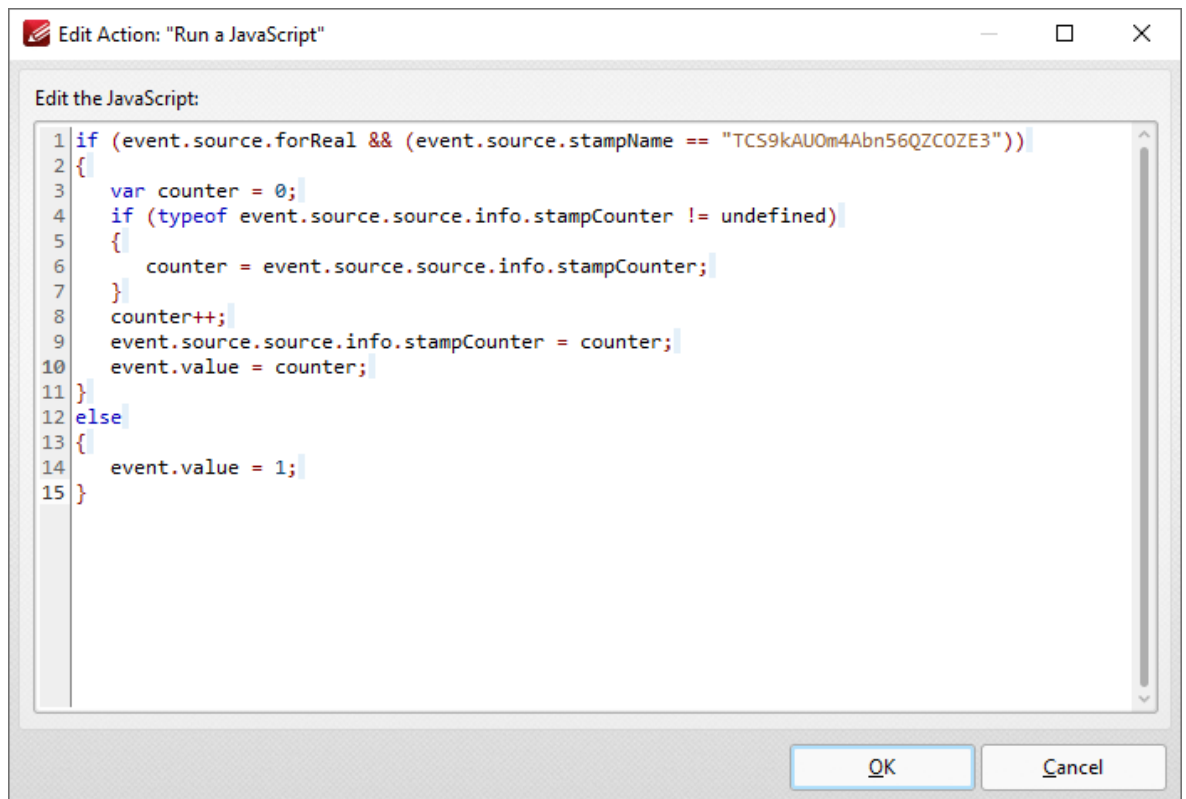 Edit Action: "Run a JavaScript"
Edit the JavaScript:
1 if (event.source.forReal && (event.source.stampName == "TCS9kAUOm4Abn56QZCOZE3"))
2 {
3 var counter = 0;
4 if (typeof event.source.source.info.stampCounter != undefined)
5 {
6 counter = event.source.source.info.stampCounter;
7 }
8 counter++;
9 event.source.source.info.stampCounter = counter;
10 event.value = counter;
11 }
12 else
13 {
14 event.value = 1;
15 }
OK Cancel